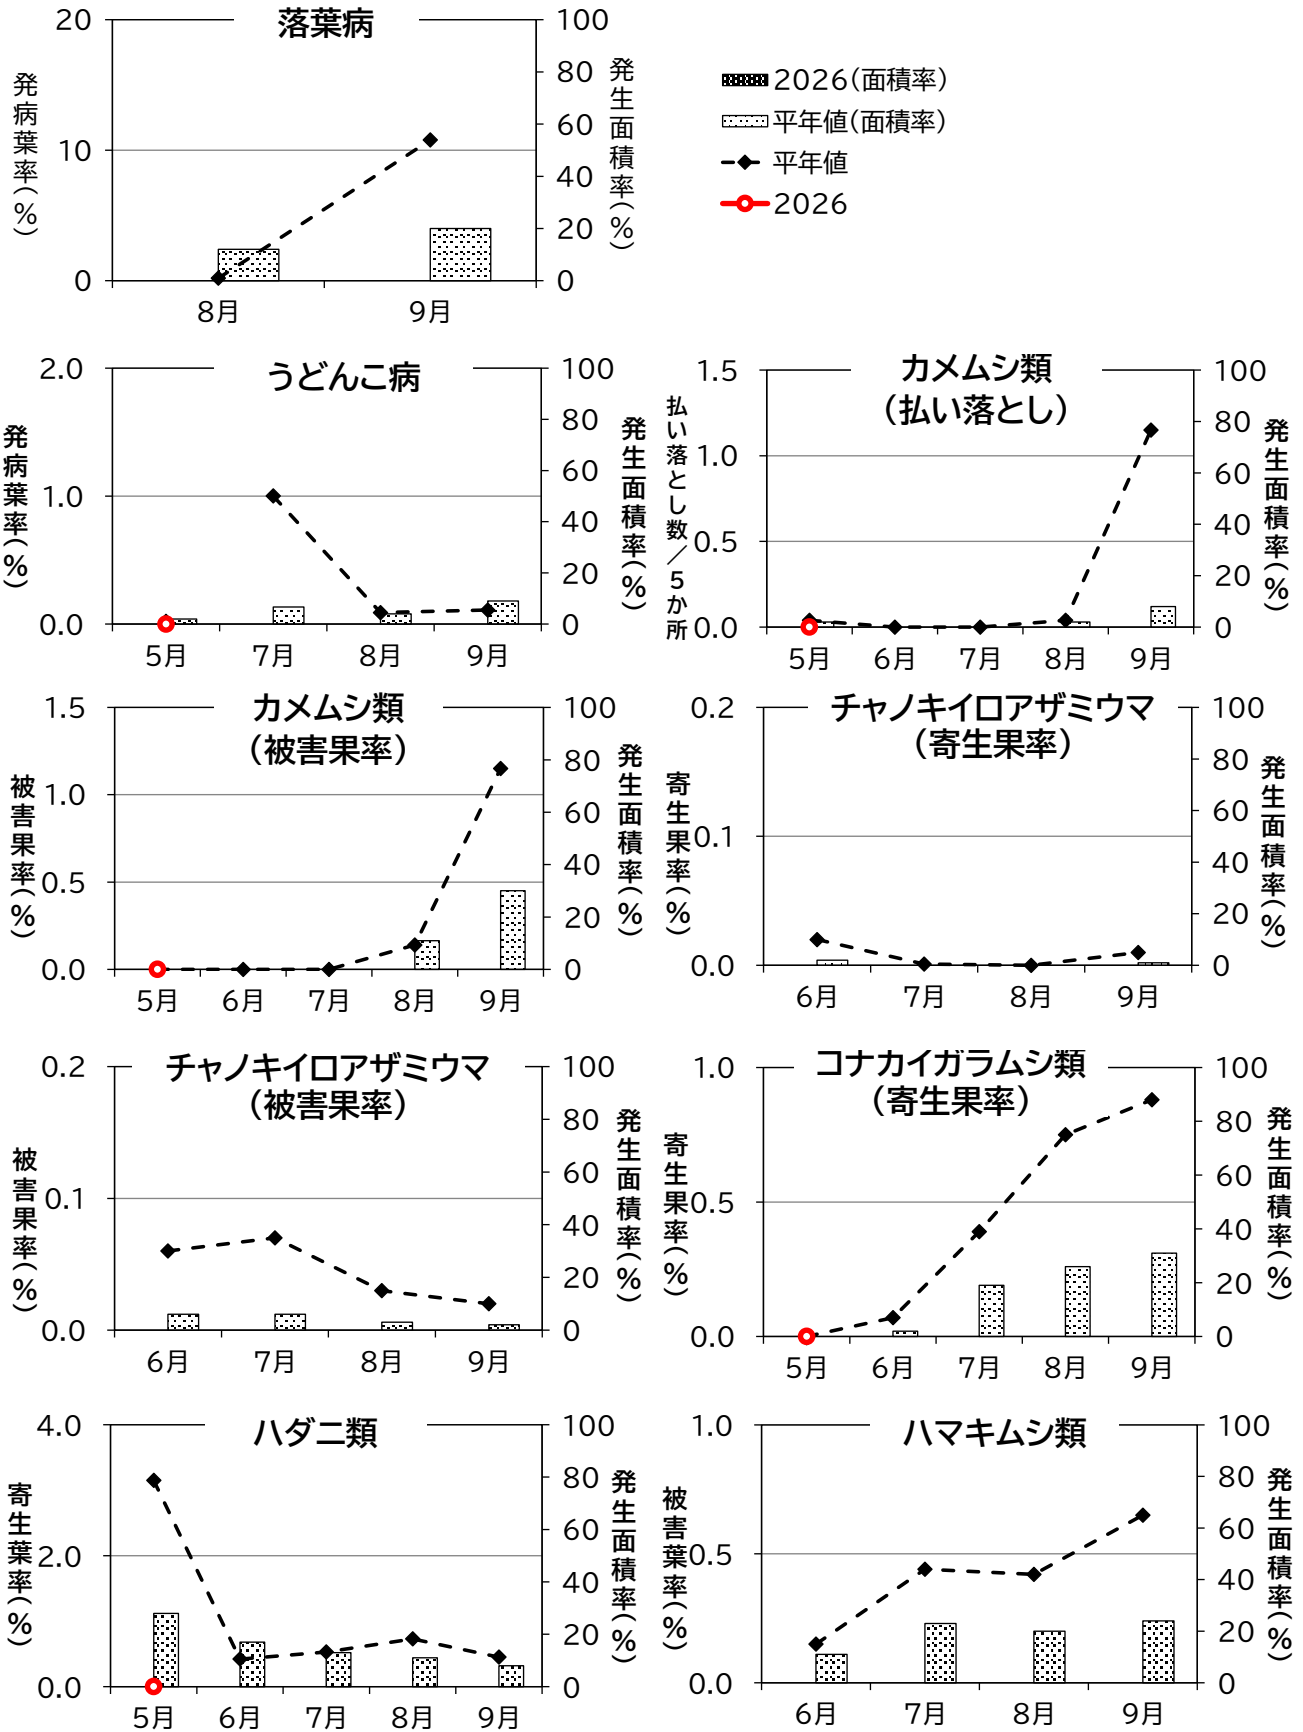 落葉病
発病葉率(%)
20
10
0
100
80
60
40
20
0
発生面積率(%)
8月 9月
2026(面積率)
平年値(面積率)
平年値
2026
うどんこ病
発病葉率(%)
2.0
1.0
0.0
100
80
60
40
20
0
発生面積率(%)
5月 7月 8月 9月
カメムシ類
(払い落とし)
払い落とし数/5か所
1.5
1.0
0.5
0.0
100
80
60
40
20
0
発生面積率(%)
5月 6月 7月 8月 9月
カメムシ類
(被害果率)
被害果率(%)
1.5
1.0
0.5
0.0
100
80
60
40
20
0
発生面積率(%)
5月 6月 7月 8月 9月
チャノキイロアザミウマ
(寄生果率)
寄生果率(%)
0.2
0.1
0.0
100
80
60
40
20
0
発生面積率(%)
6月 7月 8月 9月
チャノキイロアザミウマ
(被害果率)
被害果率(%)
0.2
0.1
0.0
100
80
60
40
20
0
発生面積率(%)
6月 7月 8月 9月
コナカイガラムシ類
(寄生果率)
寄生果率(%)
1.0
0.5
0.0
100
80
60
40
20
0
発生面積率(%)
5月 6月 7月 8月 9月
ハダニ類
寄生葉率(%)
4.0
2.0
0.0
100
80
60
40
20
0
発生面積率(%)
5月 6月 7月 8月 9月
ハマキムシ類
被害葉率(%)
1.0
0.5
0.0
100
80
60
40
20
0
発生面積率(%)
6月 7月 8月 9月